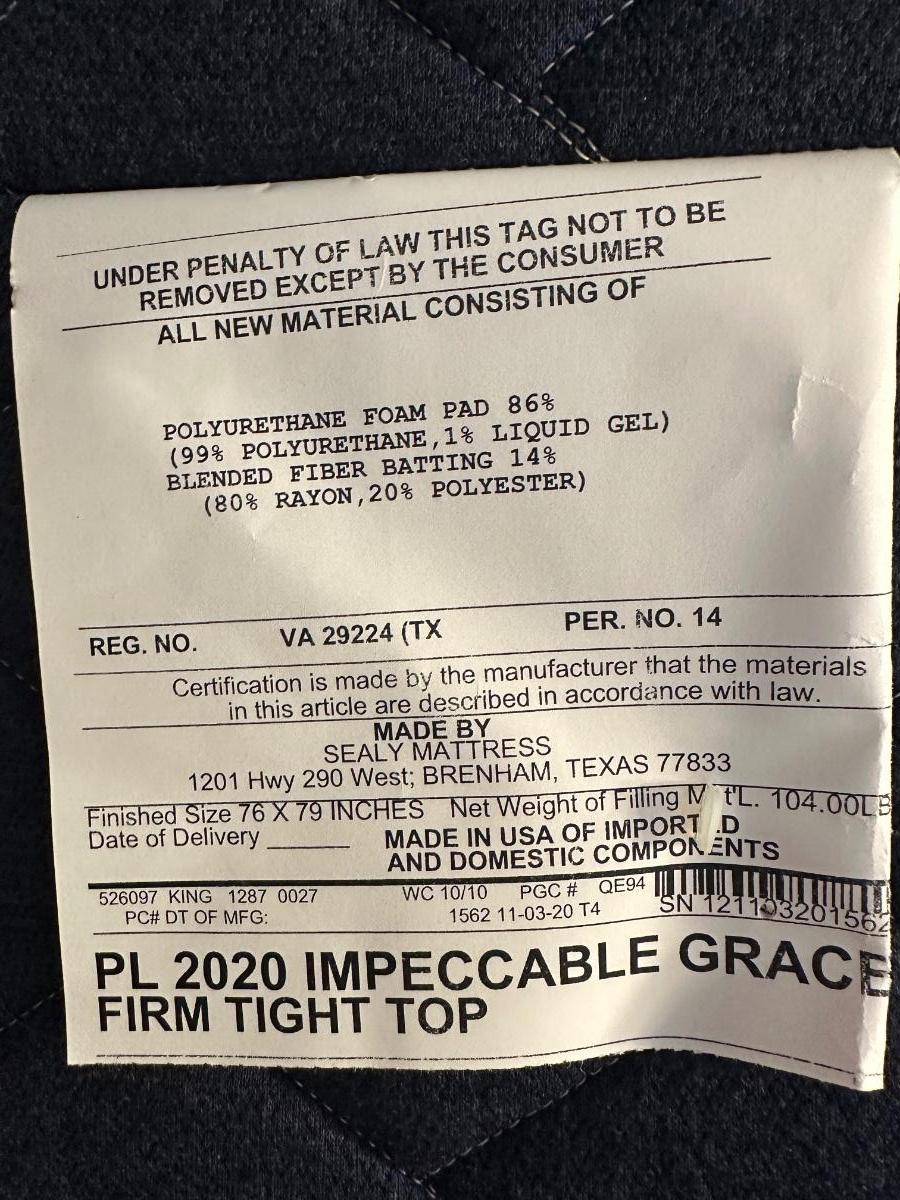 UNDER PENALTY OF LAW THIS TAG NOT TO BE
REMOVED EXCEPT BY THE CONSUMER
ALL NEW MATERIAL CONSISTING OF
POLYURETHANE FOAM PAD 86%
(99% POLYURETHANE,1% LIQUID GEL)
BLENDED FIBER BATTING 14%
(80% RAYON,20% POLYESTER)
REG. NO. VA 29224 (TX PER. NO. 14
Certification is made by the manufacturer that the materials
in this article are described in accordance with law.
MADE BY
SEALY MATTRESS
1201 Hwy 290 West; BRENHAM, TEXAS 77833
Finished Size 76 X 79 INCHES Net Weight of Filling M t'L. 104.00LB
Date of Delivery ________ MADE IN USA OF IMPORTED
AND DOMESTIC COMPONENTS
526097 KING 1287 0027 WC 10/10 PGC # QE94
PC# DT OF MFG: 1562 11-03-20 T4 SN 121103201562
PL 2020 IMPECCABLE GRACE
FIRM TIGHT TOP